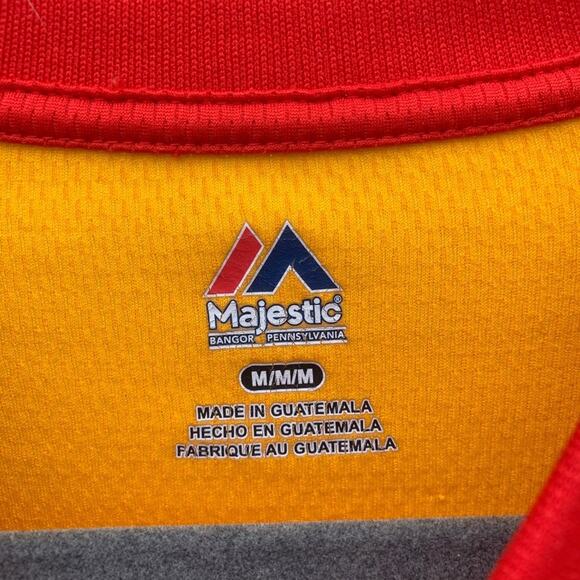 Majestic®
BANGOR PENNSYLVANIA
M/M/M
MADE IN GUATEMALA
HECHO EN GUATEMALA
FABRIQUE AU GUATEMALA